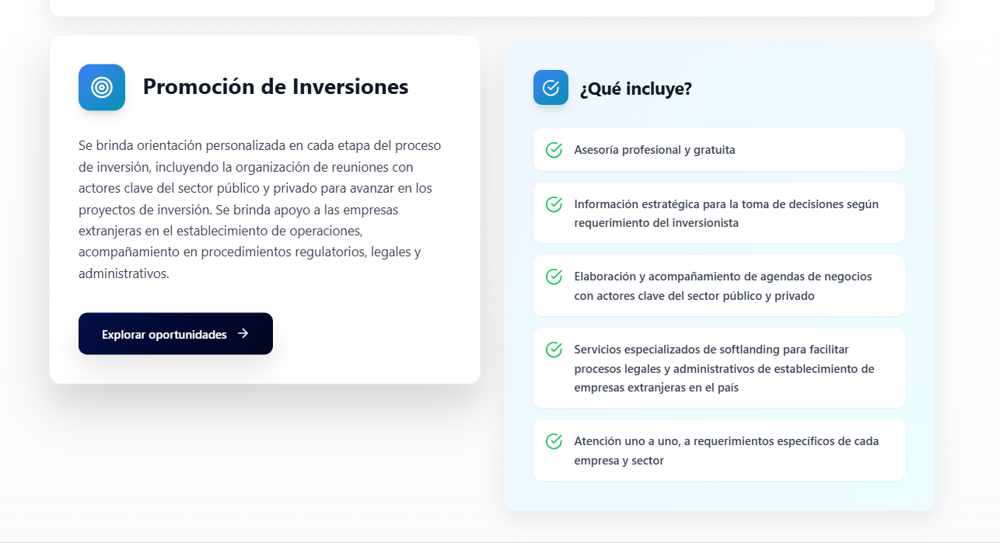 Promoción de Inversiones
Se brinda orientación personalizada en cada etapa del proceso
de inversión, incluyendo la organización de reuniones con
actores clave del sector público y privado para avanzar en los
proyectos de inversión. Se brinda apoyo a las empresas
extranjeras en el establecimiento de operaciones,
acompañamiento en procedimientos regulatorios, legales y
administrativos.
Explorar oportunidades
¿Qué incluye?
Asesoría profesional y gratuita
Información estratégica para la toma de decisiones según
requerimiento del inversionista
Elaboración y acompañamiento de agendas de negocios
con actores clave del sector público y privado
Servicios especializados de softlanding para facilitar
procesos legales y administrativos de establecimiento de
empresas extranjeras en el país
Atención uno a uno, a requerimientos específicos de cada
empresa y sector